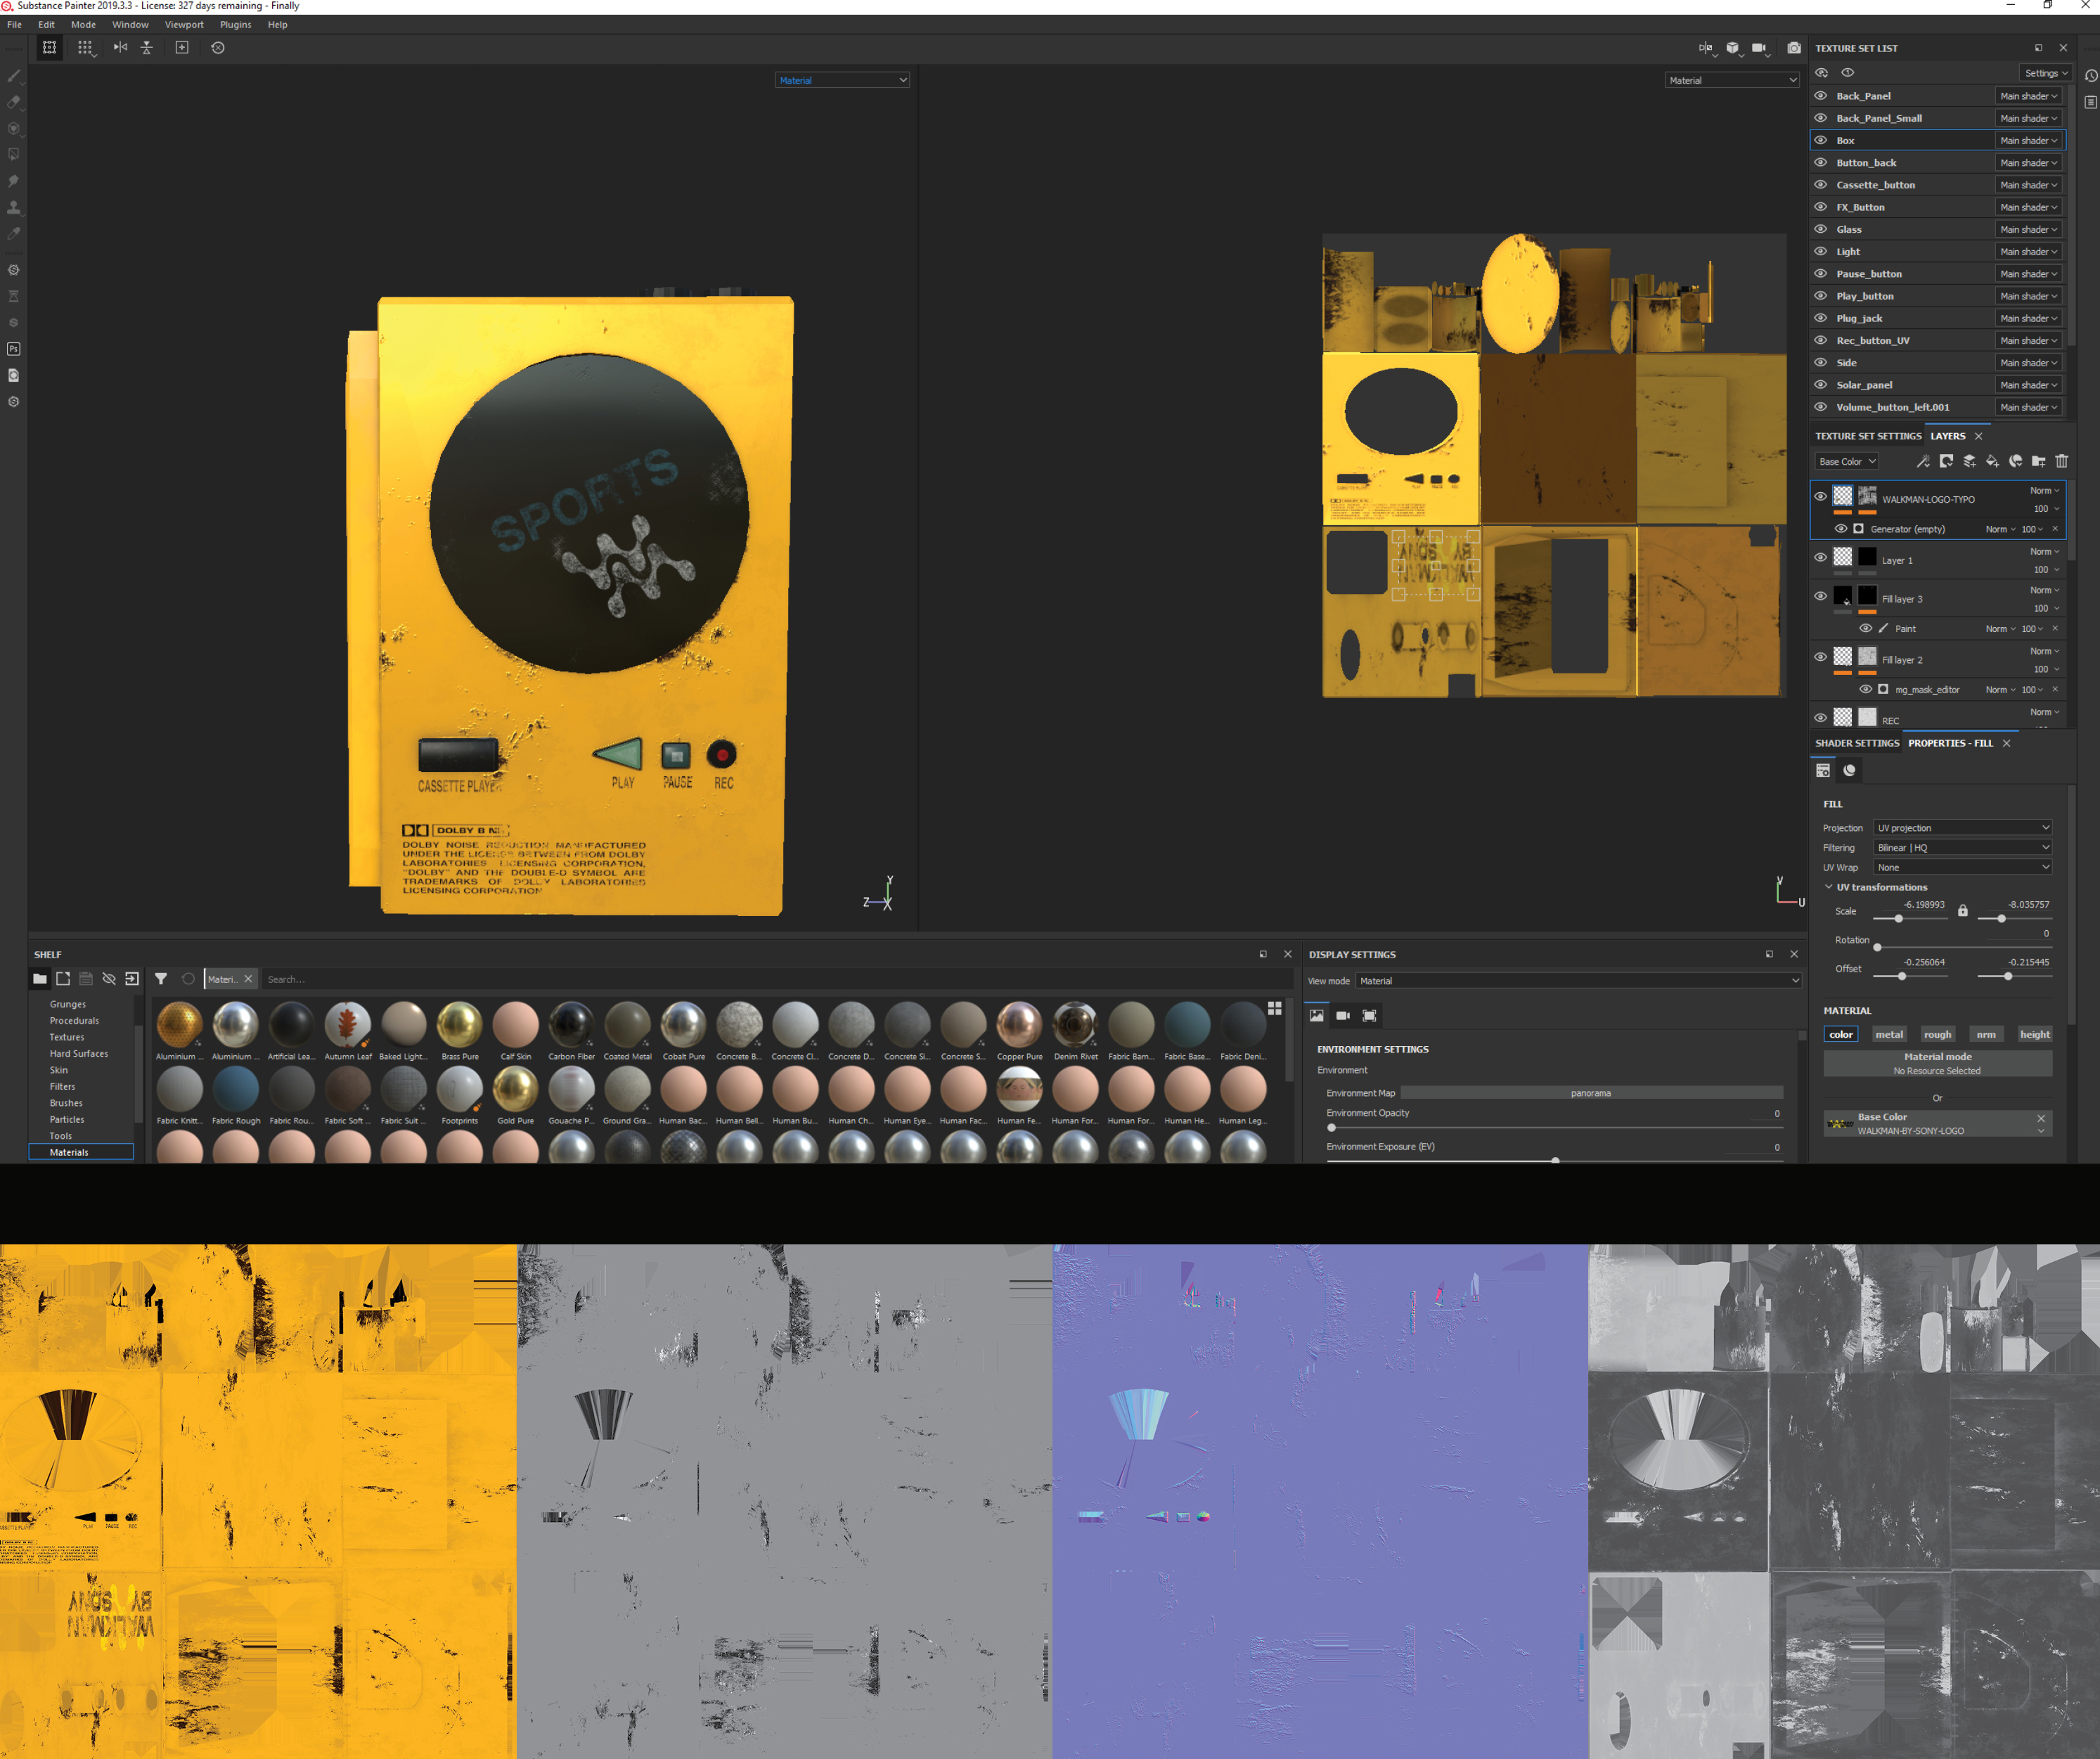 Substance Painter 2019.3.3 - License: 327 days remaining - Finally
File Edit Mode Window Viewport Plugins Help
Material
Material
SPORTS
CASSETTE PLAYER
PLAY
PAUSE
REC
DOLBY B
DOLBY NOISE REDUCTION MANUFACTURED
UNDER THE LICENSE BETWEEN FROM DOLBY
LABORATORIES LICENSING CORPORATION,
"DOLBY" AND THE DOUBLE-D SYMBOL ARE
TRADEMARKS OF DOLLY LABORATORIES
LICENSING CORPORATION
Y
Z
X
WALKMAN
BY SONY
V
U
TEXTURE SET LIST
Settings
Back_Panel Main shader
Back_Panel_Small Main shader
Box Main shader
Button_back Main shader
Cassette_button Main shader
FX_Button Main shader
Glass Main shader
Light Main shader
Pause_button Main shader
Play_button Main shader
Plug_jack Main shader
Rec_button_UV Main shader
Side Main shader
Solar_panel Main shader
Volume_button_left.001 Main shader
TEXTURE SET SETTINGS LAYERS
Base Color
WALKMAN-LOGO-TYPO Norm
100
Generator (empty) Norm 100
Layer 1 Norm
100
Fill layer 3 Norm
100
Paint Norm 100
Fill layer 2 Norm
100
mg_mask_editor Norm 100
REC Norm
SHADER SETTINGS PROPERTIES - FILL
FILL
Projection UV projection
Filtering Bilinear | HQ
UV Wrap None
UV transformations
Scale -6.198993 -8.035757
Rotation 0
Offset -0.256064 -0.215445
MATERIAL
color metal rough nrm height
Material mode
No Resource Selected
Or
Base Color
WALKMAN-BY-SONY-LOGO
Ps
SHELF
Materi.. Search...
Grunges
Procedurals
Textures
Hard Surfaces
Skin
Filters
Brushes
Particles
Tools
Materials
Aluminium ... Aluminium ... Artificial Lea... Autumn Leaf Baked Light... Brass Pure Calf Skin Carbon Fiber Coated Metal Cobalt Pure Concrete B... Concrete Cl... Concrete D... Concrete Si... Concrete S... Copper Pure Denim Rivet Fabric Bam... Fabric Base... Fabric Deni...
Fabric Knitt... Fabric Rough Fabric Rou... Fabric Soft ... Fabric Suit ... Footprints Gold Pure Gouache P... Ground Gra... Human Bac... Human Bell... Human Bu... Human Ch... Human Eye... Human Fac... Human Fe... Human For... Human For... Human He... Human Leg...
DISPLAY SETTINGS
View mode Material
ENVIRONMENT SETTINGS
Environment
Environment Map panorama
Environment Opacity 0
Environment Exposure (EV) 0
PLAY PAUSE REC
WALKMAN
BY SONY